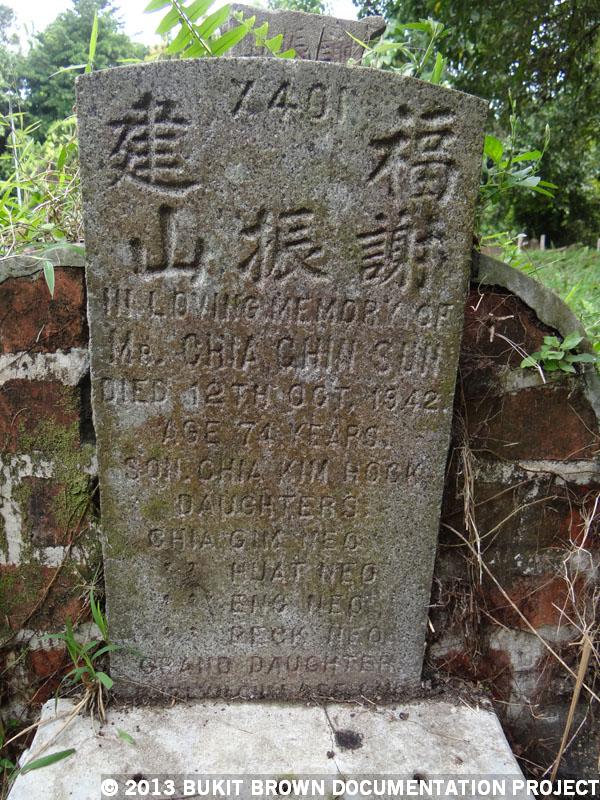 7401
福建
謝振山
IN LOVING MEMORY OF
MR. CHIA CHIN SUN
DIED 12TH OCT. 1942.
AGE 74 YEARS.
SON. CHIA KIM HOCK
DAUGHTERS
CHIA GIM NEO
" HUAT NEO
" ENG NEO
" PECK NEO
GRAND DAUGHTER
© 2013 BUKIT BROWN DOCUMENTATION PROJECT